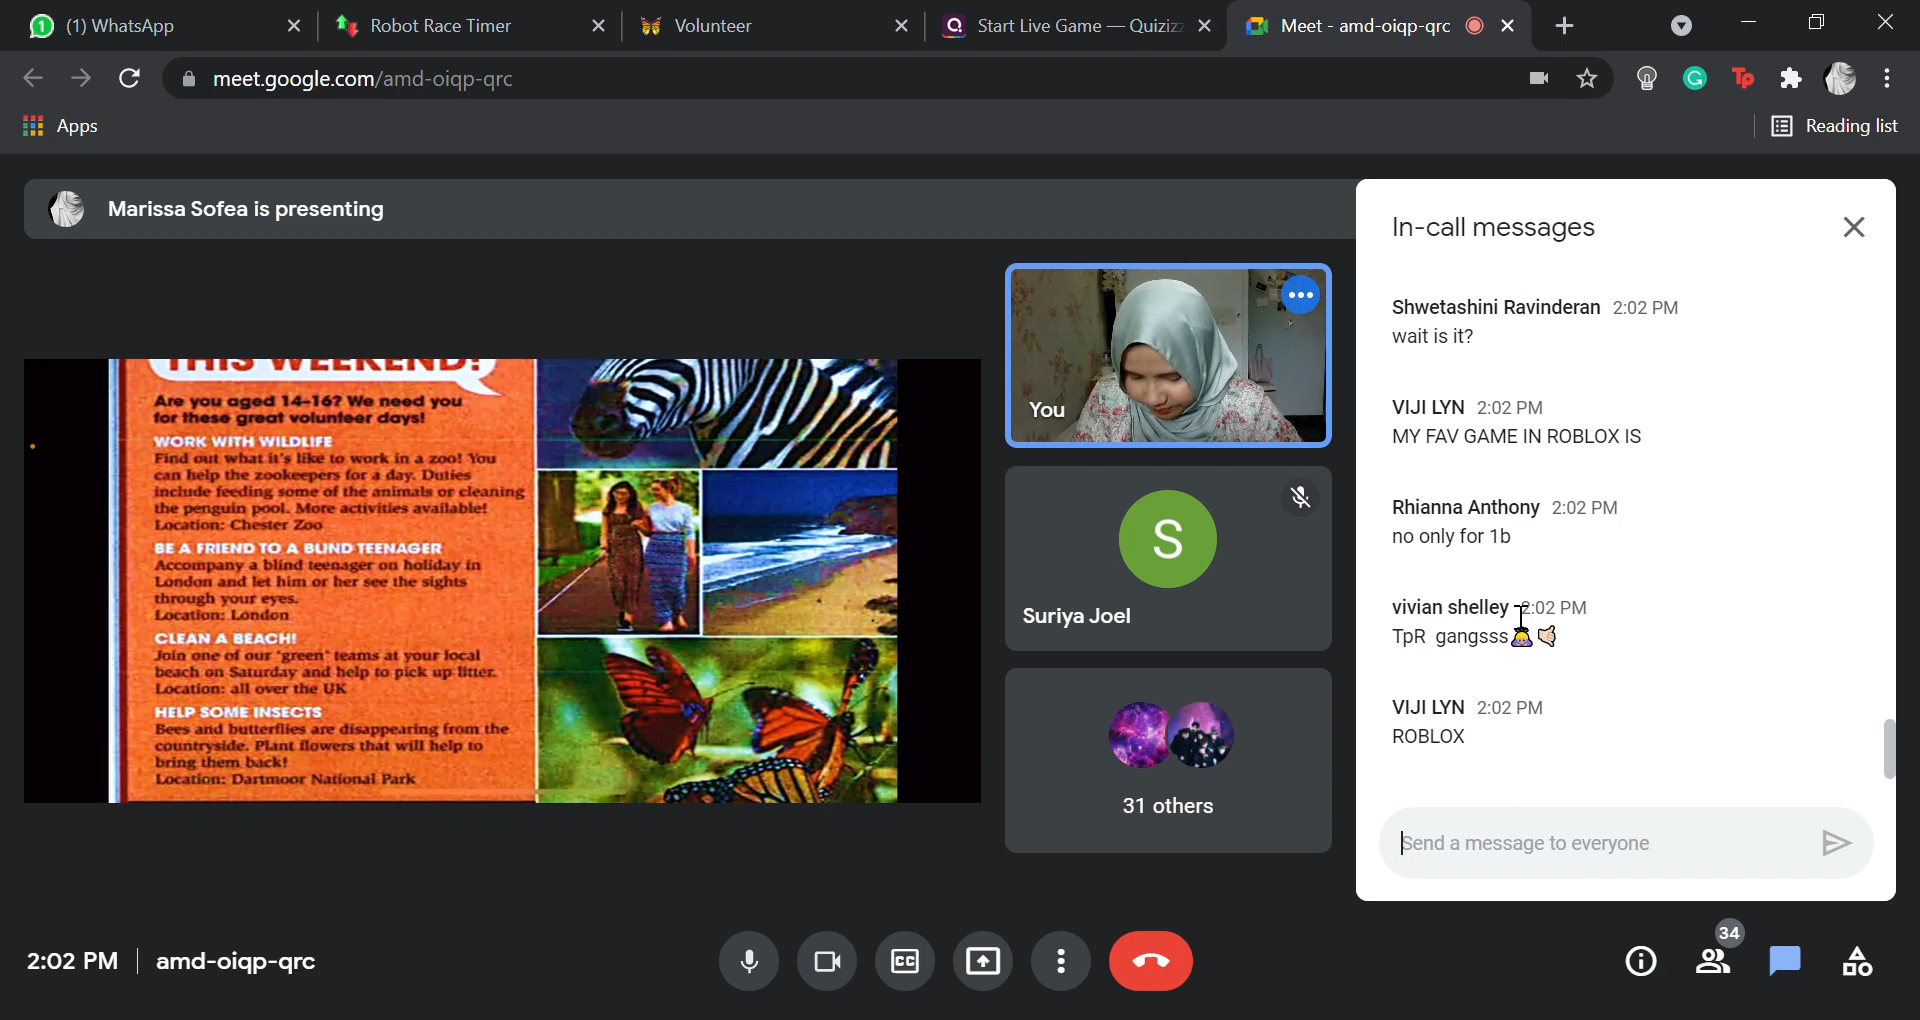 (1) WhatsApp
Robot Race Timer
Volunteer
Start Live Game — Quiziz
Meet - amd-oiqp-qrc
meet.google.com/amd-oiqp-qrc
Apps
Reading list
Marissa Sofea is presenting
THIS WEEKEND!
Are you aged 14–16? We need you
for these great volunteer days!
WORK WITH WILDLIFE
Find out what it's like to work in a zoo! You
can help the zookeepers for a day. Duties
include feeding some of the animals or cleaning
the penguin pool. More activities available!
Location: Chester Zoo
BE A FRIEND TO A BLIND TEENAGER
Accompany a blind teenager on holiday in
London and let him or her see the sights
through your eyes.
Location: London
CLEAN A BEACH!
Join one of our 'green' teams at your local
beach on Saturday and help to pick up litter.
Location: all over the UK
HELP SOME INSECTS
Bees and butterflies are disappearing from the
countryside. Plant flowers that will help to
bring them back!
Location: Dartmoor National Park
You
S
Suriya Joel
31 others
In-call messages
Shwetashini Ravinderan 2:02 PM
wait is it?
VIJI LYN 2:02 PM
MY FAV GAME IN ROBLOX IS
Rhianna Anthony 2:02 PM
no only for 1b
vivian shelley 2:02 PM
TpR gangsss🙇🤙
VIJI LYN 2:02 PM
ROBLOX
Send a message to everyone
2:02 PM | amd-oiqp-qrc
CC
34